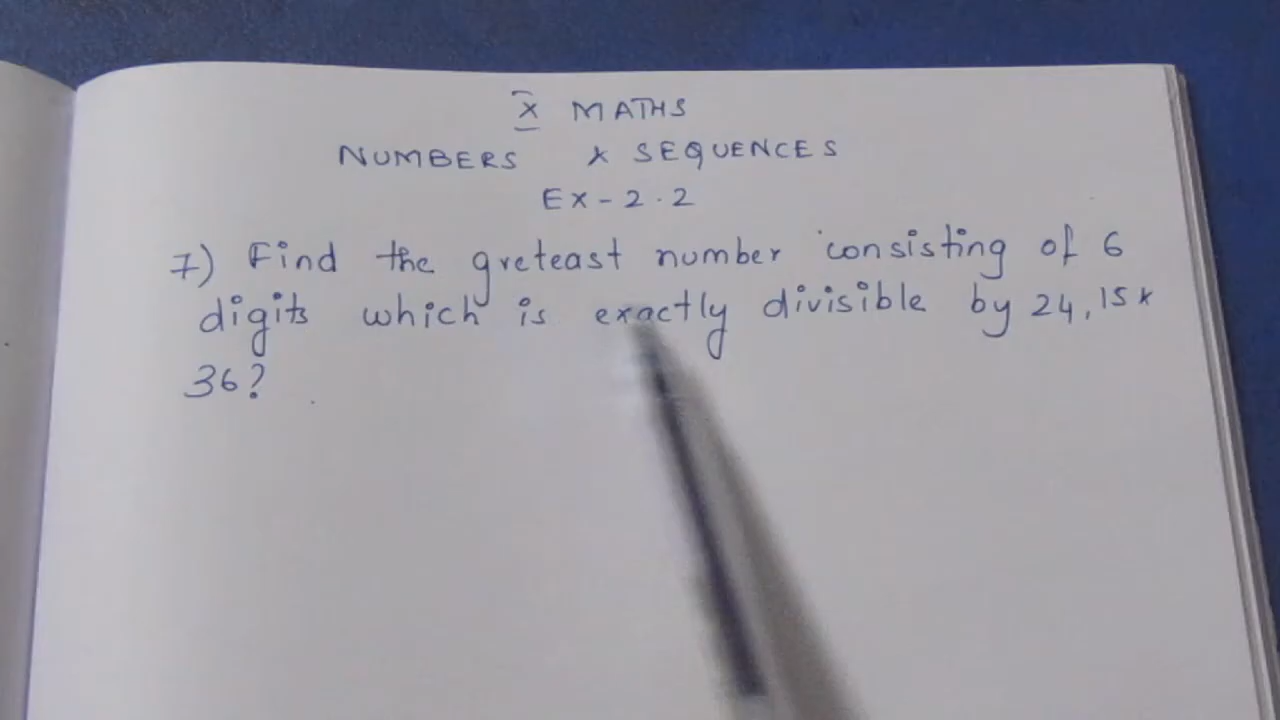 X MATHS
NUMBERS & SEQUENCES
EX-2.2
7) Find the greteast number consisting of 6
digits which is exactly divisible by 24, 15 &
36?